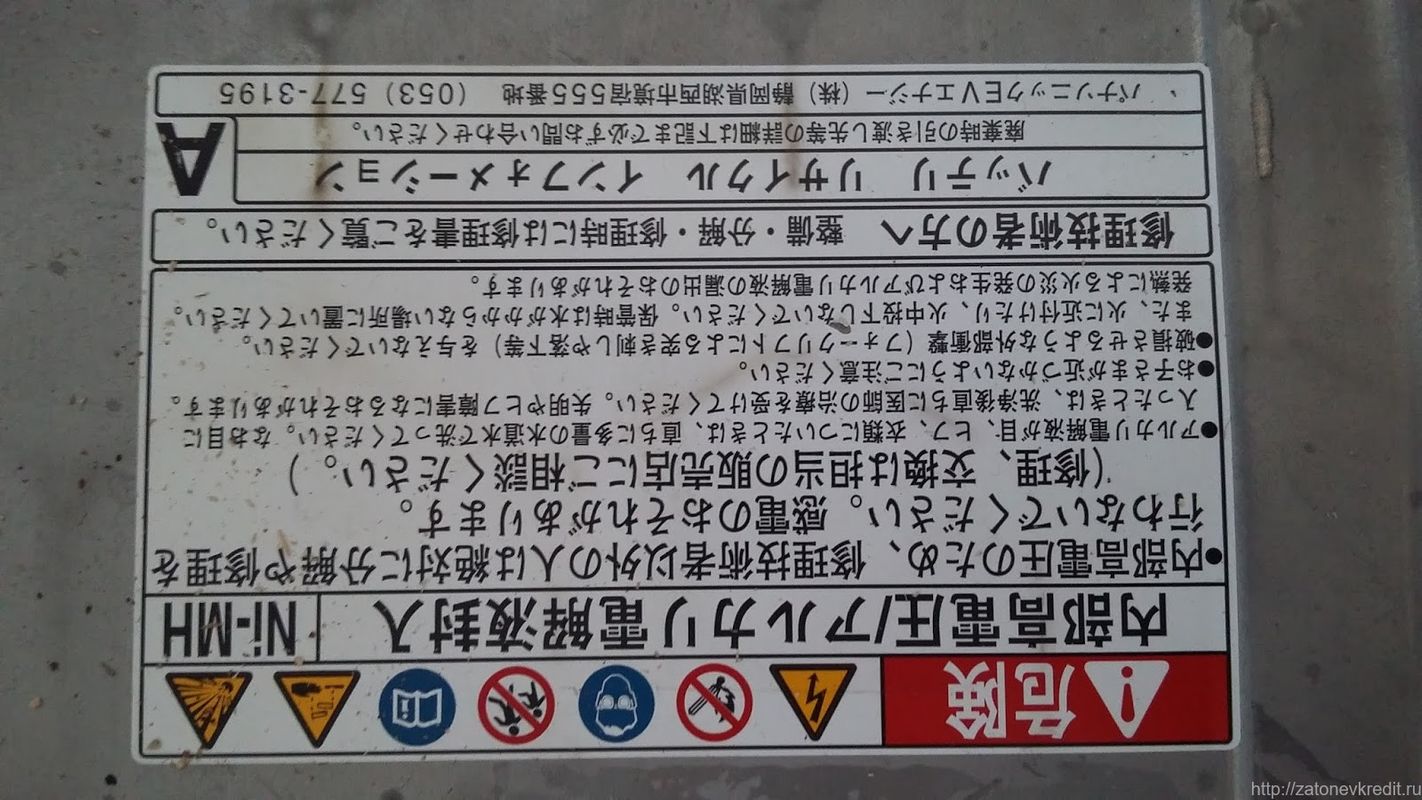 危険
内部高電圧/アルカリ電解液封入 Ni-MH
●内部高電圧のため、修理技術者以外の人は絶対に分解や修理を
行わないでください。感電のおそれがあります。
(修理、交換は担当の販売店にご相談ください。)
●アルカリ電解液が目、ヒフ、衣類についたときは、直ちに多量の水道水で洗ってください。なお目に
入ったときは、洗浄後直ちに医師の治療を受けてください。失明やヒフ障害になるおそれがあります。
●お子さまが近づかないようにご注意ください。
●破損させるような外部衝撃(フォークリフトによる突き刺しや落下等)を与えないでください。
また、火に近付けたり、火中投下しないでください。保管時は水がかからない場所に置いてください。
発熱による火災の発生およびアルカリ電解液の漏出のおそれがあります。
修理技術者の方へ 整備・分解・修理時には修理書をご覧ください。
バッテリ リサイクル インフォメーション
A
廃棄時の引き渡し先等の詳細は下記まで必ずお問い合わせください。
パナソニックEVエナジー(株) 静岡県湖西市境宿555番地 (053) 577-3195
http://zatonevkredit.ru